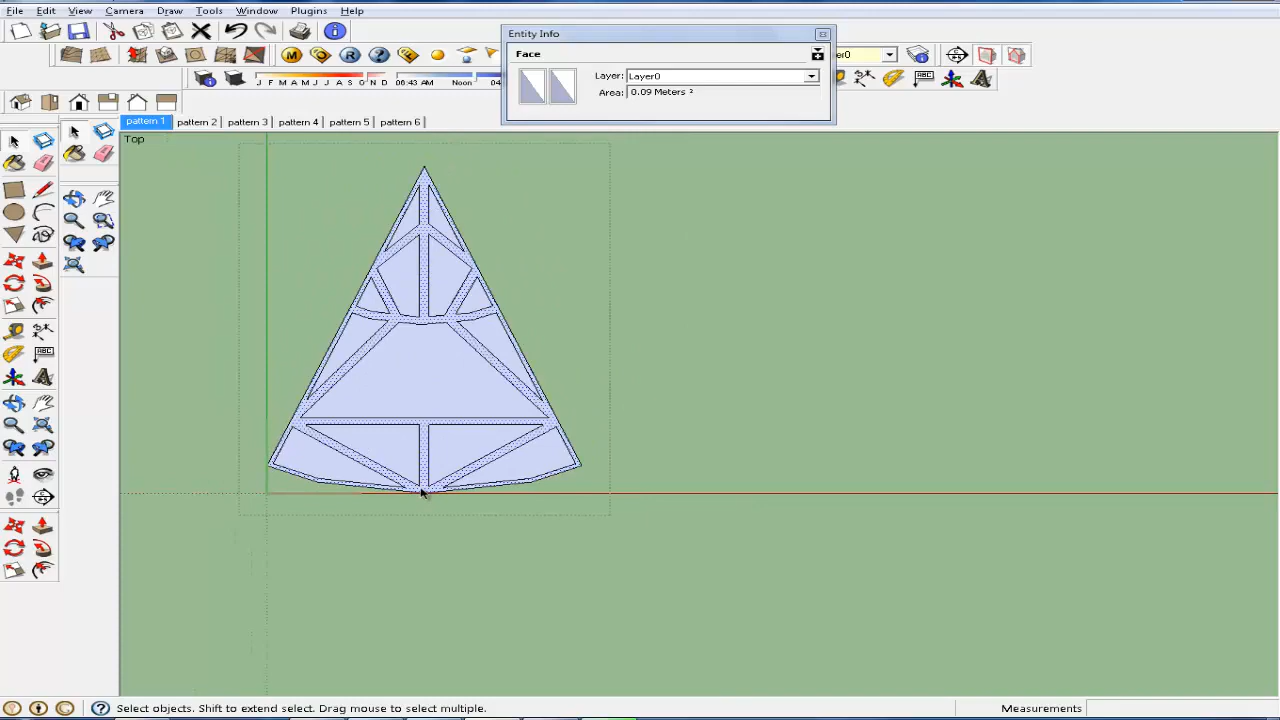 File Edit View Camera Draw Tools Window Plugins Help
Entity Info
Face
Layer: Layer0
Area: 0.09 Meters ²
J F M A M J J A S O N D 06:43 AM Noon
pattern 1 pattern 2 pattern 3 pattern 4 pattern 5 pattern 6
Top
ABC
ABC
Select objects. Shift to extend select. Drag mouse to select multiple. Measurements